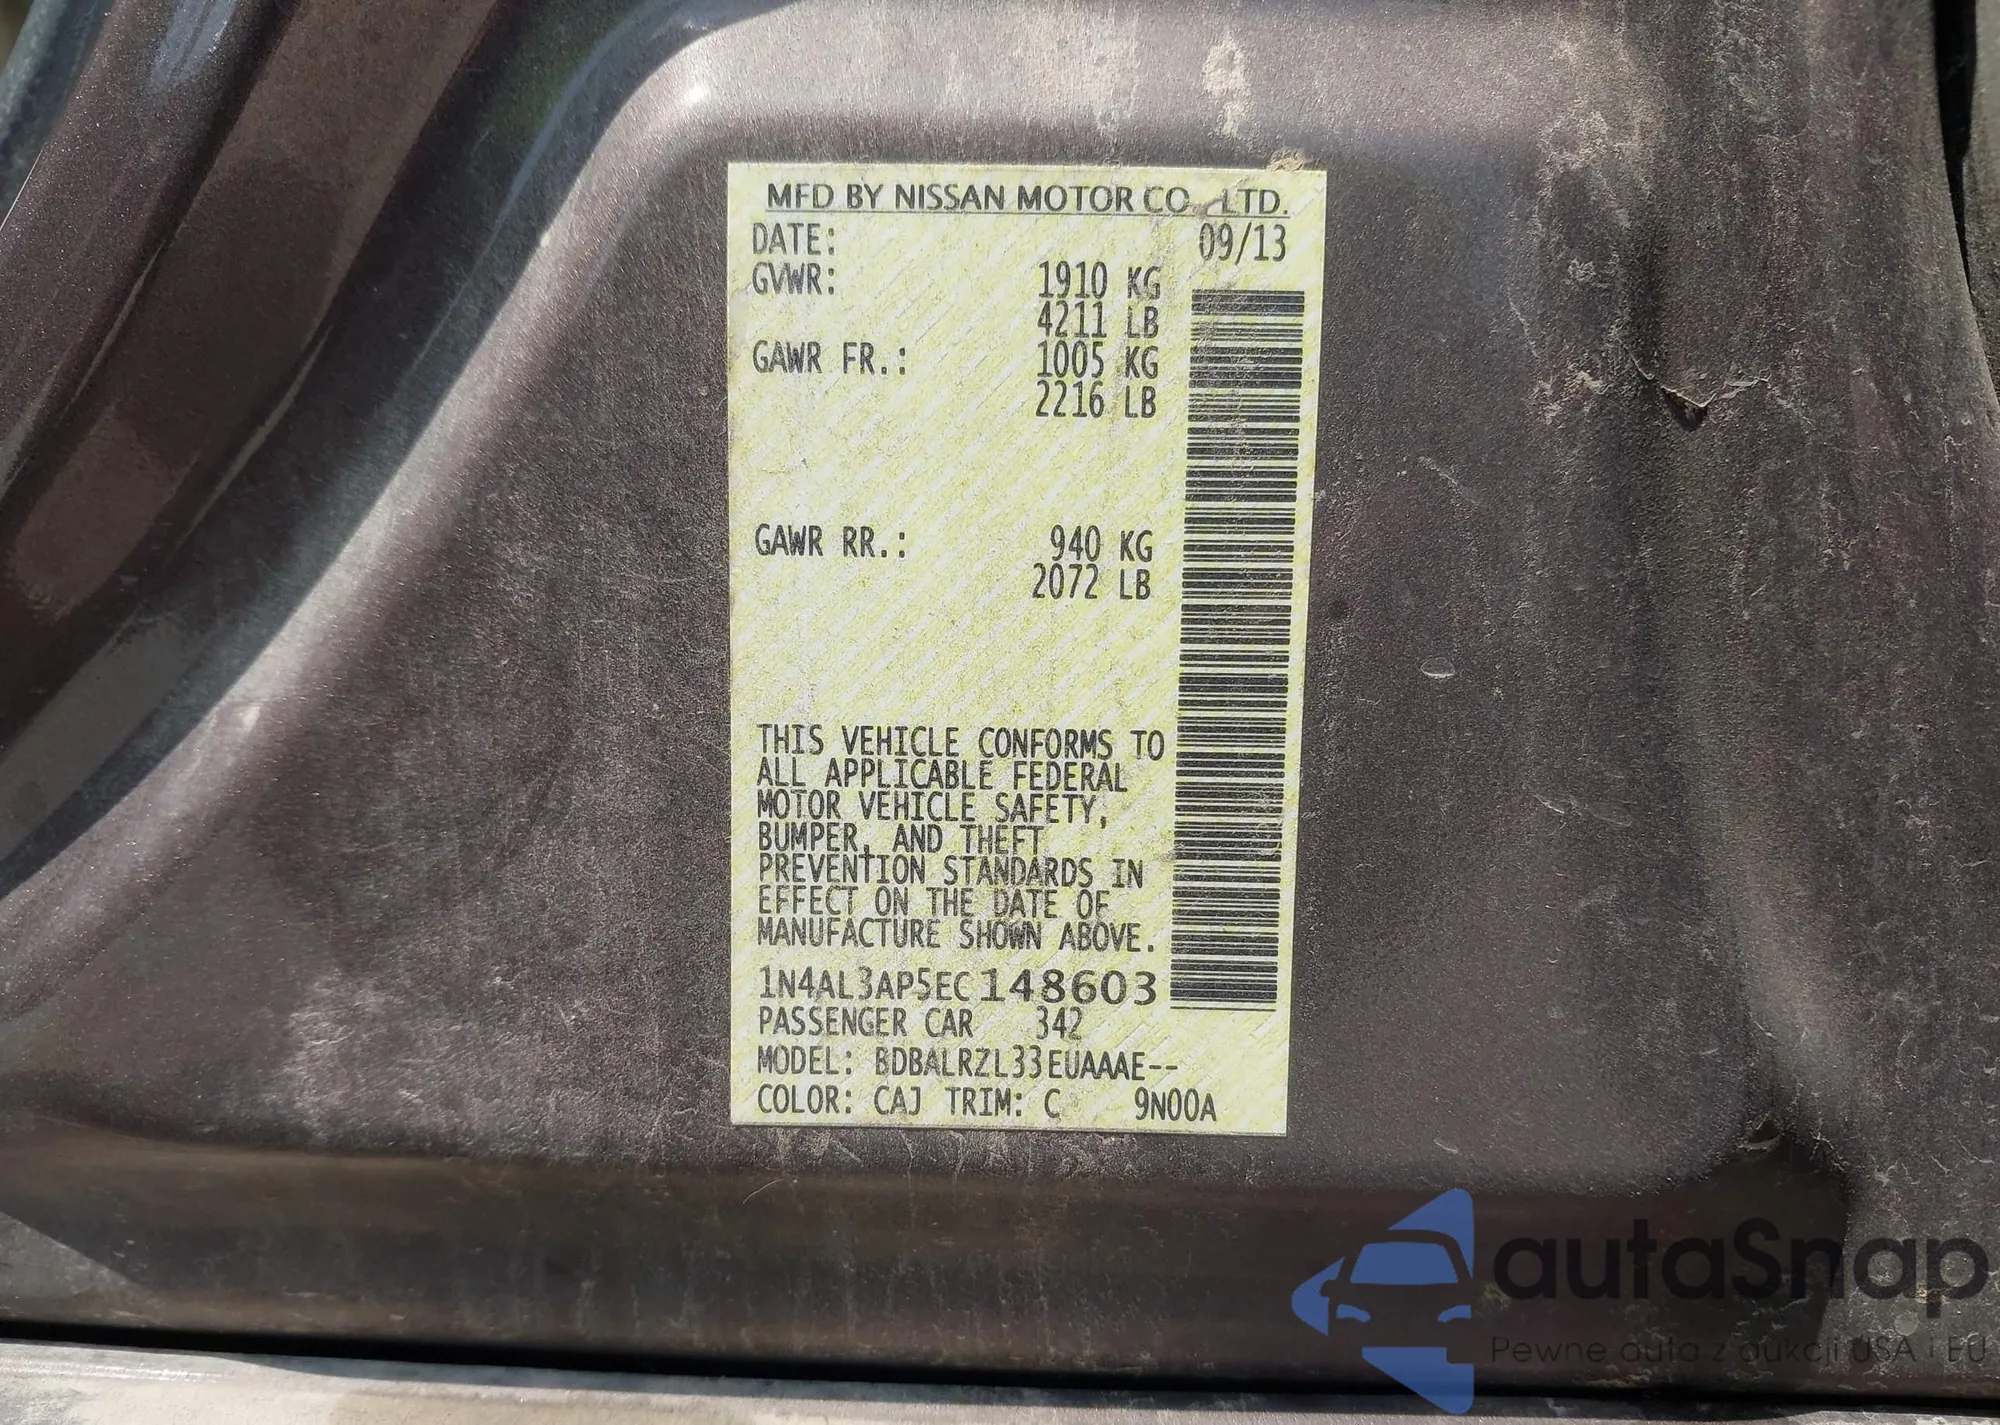 MFD BY NISSAN MOTOR CO LTD.
DATE: 09/13
GVWR: 1910 KG
4211 LB
GAWR FR.: 1005 KG
2216 LB
GAWR RR.: 940 KG
2072 LB
THIS VEHICLE CONFORMS TO
ALL APPLICABLE FEDERAL
MOTOR VEHICLE SAFETY,
BUMPER, AND THEFT
PREVENTION STANDARDS IN
EFFECT ON THE DATE OF
MANUFACTURE SHOWN ABOVE.
1N4AL3AP5EC148603
PASSENGER CAR 342
MODEL: BDBALRZL33EUAAAE--
COLOR: CAJ TRIM: C 9N00A
autaSnap
Pewne auta z aukcji USA i EU